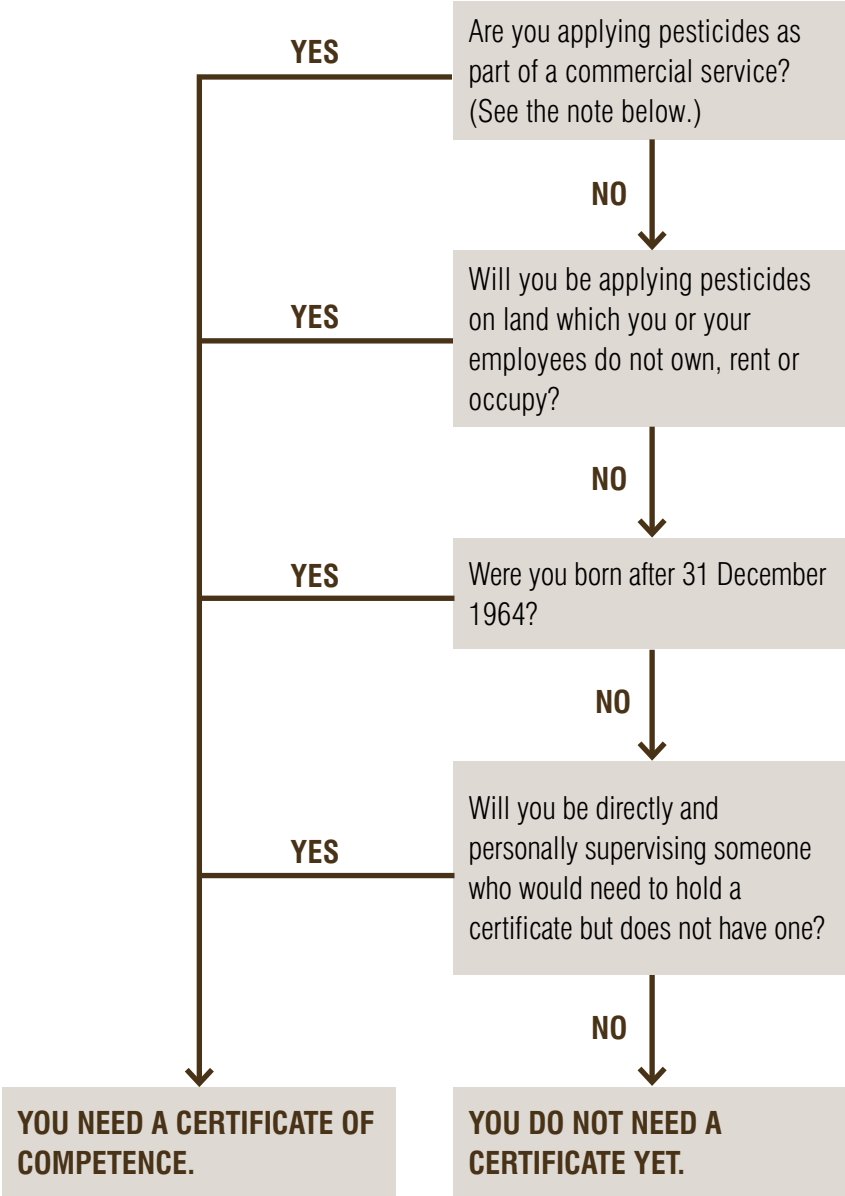 YES
Are you applying pesticides as
part of a commercial service?
(See the note below.)
NO
YES
Will you be applying pesticides
on land which you or your
employees do not own, rent or
occupy?
NO
YES
Were you born after 31 December
1964?
NO
YES
Will you be directly and
personally supervising someone
who would need to hold a
certificate but does not have one?
NO
YOU NEED A CERTIFICATE OF
COMPETENCE.
YOU DO NOT NEED A
CERTIFICATE YET.